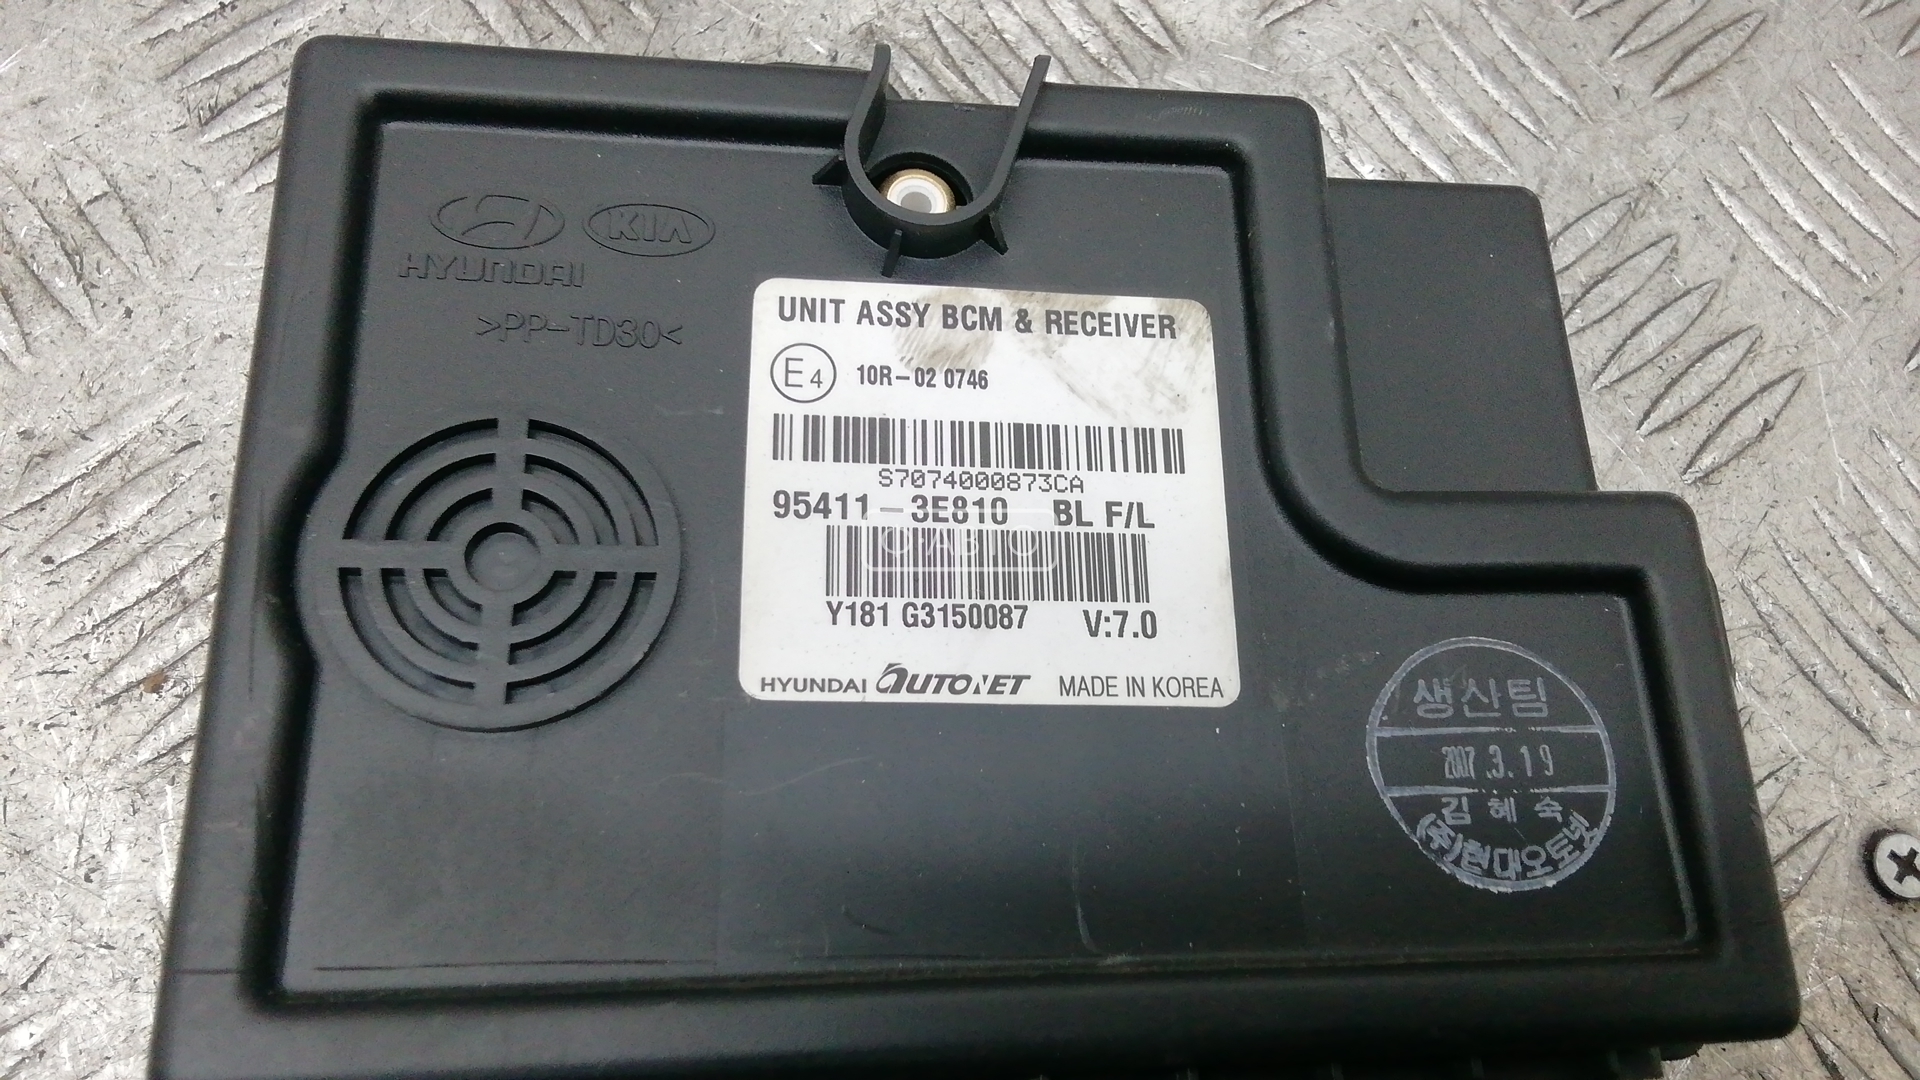 HYUNDAI
KIA
>PP-TD30<
UNIT ASSY BCM & RECEIVER
E4 10R-02 0746
S7074000873CA
95411-3E810 BL F/L
О-АВТО
Y181 G3150087 V:7.0
HYUNDAI AUTONET MADE IN KOREA
생산팀
2007.3.19
김혜숙
(주)현대오토넷